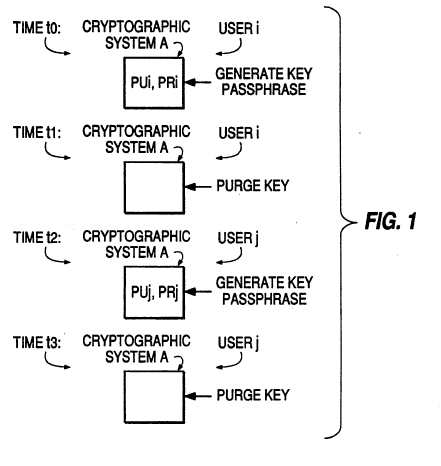 TIME t0: CRYPTOGRAPHIC SYSTEM A USER i
PUi, PRi
GENERATE KEY
PASSPHRASE
TIME t1: CRYPTOGRAPHIC SYSTEM A USER i
PURGE KEY
FIG. 1
TIME t2: CRYPTOGRAPHIC SYSTEM A USER j
PUj, PRj
GENERATE KEY
PASSPHRASE
TIME t3: CRYPTOGRAPHIC SYSTEM A USER j
PURGE KEY